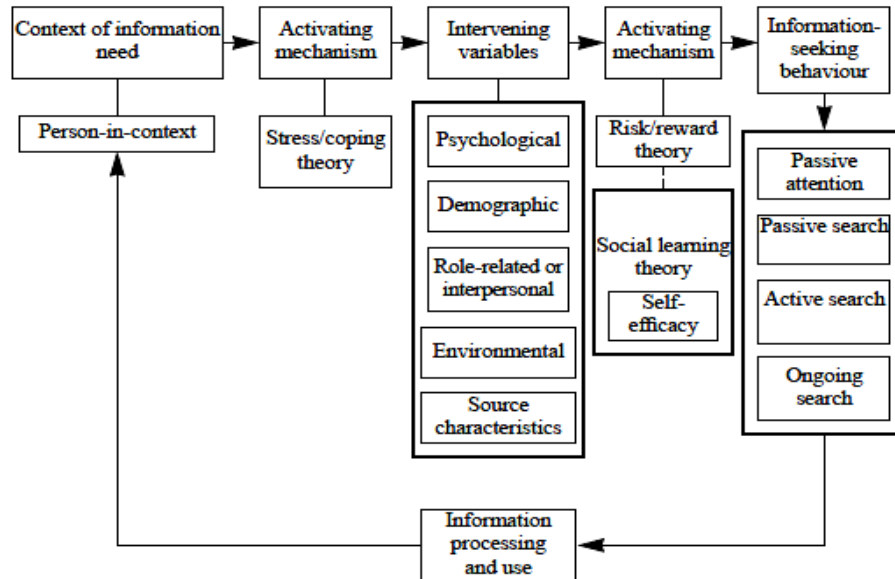 Context of information
need
Activating
mechanism
Intervening
variables
Activating
mechanism
Information-
seeking
behaviour
Person-in-context
Stress/coping
theory
Psychological
Demographic
Role-related or
interpersonal
Environmental
Source
characteristics
Risk/reward
theory
Social learning
theory
Self-
efficacy
Passive
attention
Passive search
Active search
Ongoing
search
Information
processing
and use